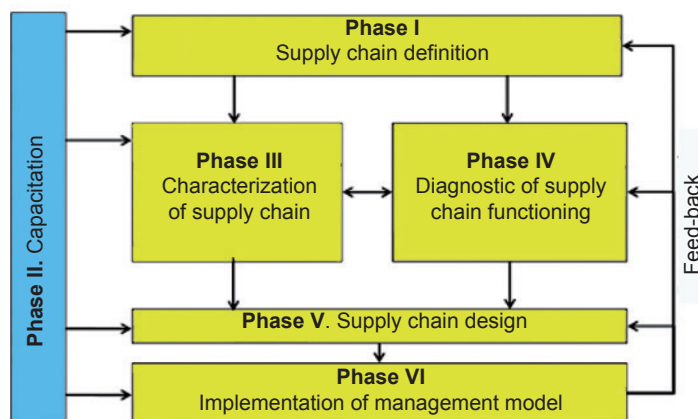 Phase I
Supply chain definition
Phase II. Capacitation
Phase III
Characterization
of supply chain
Phase IV
Diagnostic of supply
chain functioning
Feed-back
Phase V. Supply chain design
Phase VI
Implementation of management model